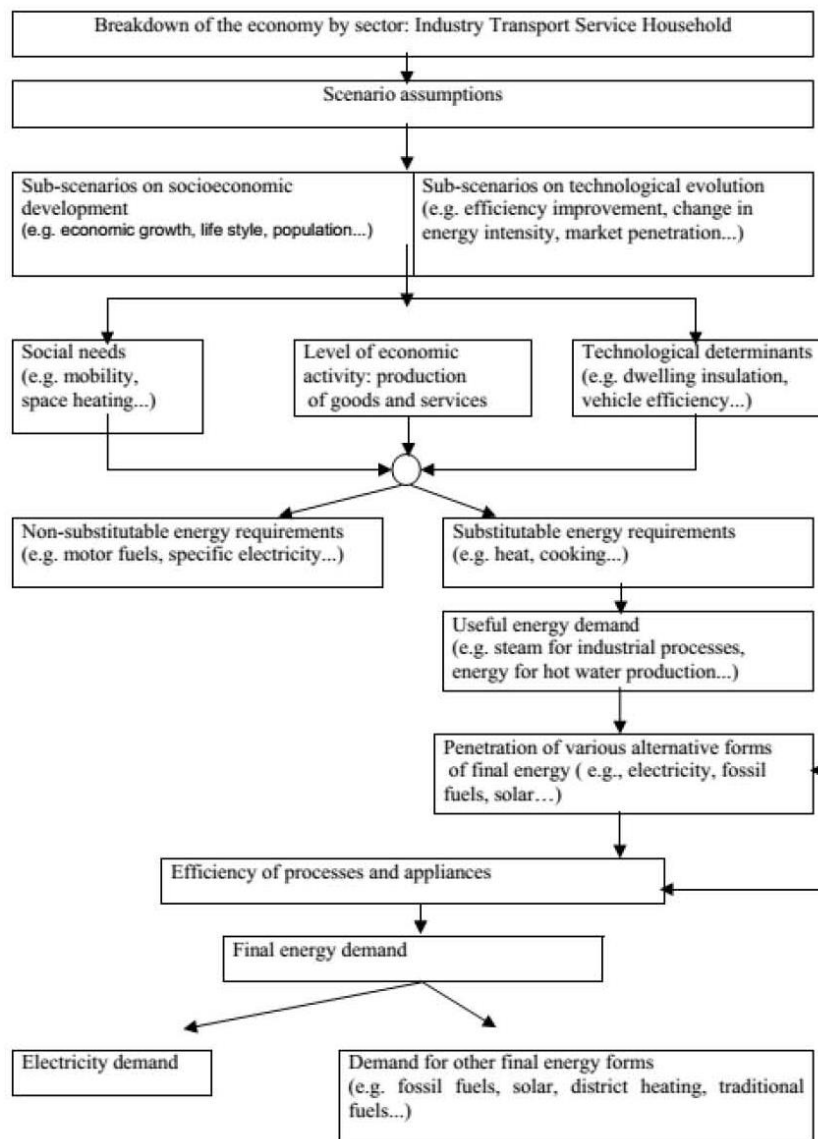 Breakdown of the economy by sector: Industry Transport Service Household
Scenario assumptions
Sub-scenarios on socioeconomic
development
(e.g. economic growth, life style, population...)
Sub-scenarios on technological evolution
(e.g. efficiency improvement, change in
energy intensity, market penetration...)
Social needs
(e.g. mobility,
space heating...)
Level of economic
activity: production
of goods and services
Technological determinants
(e.g. dwelling insulation,
vehicle efficiency...)
Non-substitutable energy requirements
(e.g. motor fuels, specific electricity...)
Substitutable energy requirements
(e.g. heat, cooking...)
Useful energy demand
(e.g. steam for industrial processes,
energy for hot water production...)
Penetration of various alternative forms
of final energy ( e.g., electricity, fossil
fuels, solar…)
Efficiency of processes and appliances
Final energy demand
Electricity demand
Demand for other final energy forms
(e.g. fossil fuels, solar, district heating, traditional
fuels...)